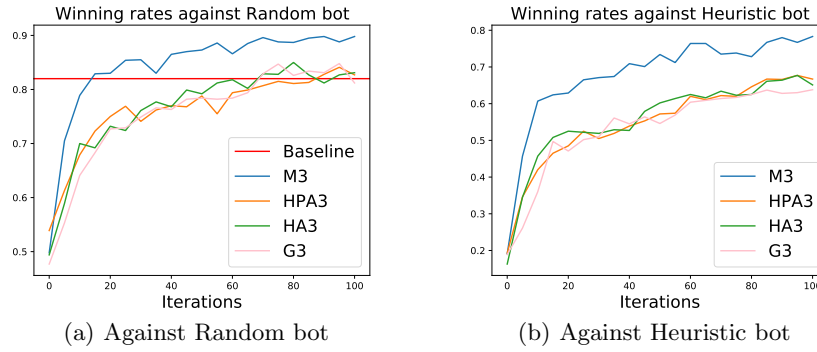 Winning rates against Random bot
0.9
0.8
0.7
0.6
0.5
Baseline
M3
HPA3
HA3
G3
0 20 40 60 80 100
Iterations
(a) Against Random bot
Winning rates against Heuristic bot
0.8
0.7
0.6
0.5
0.4
0.3
0.2
M3
HPA3
HA3
G3
0 20 40 60 80 100
Iterations
(b) Against Heuristic bot